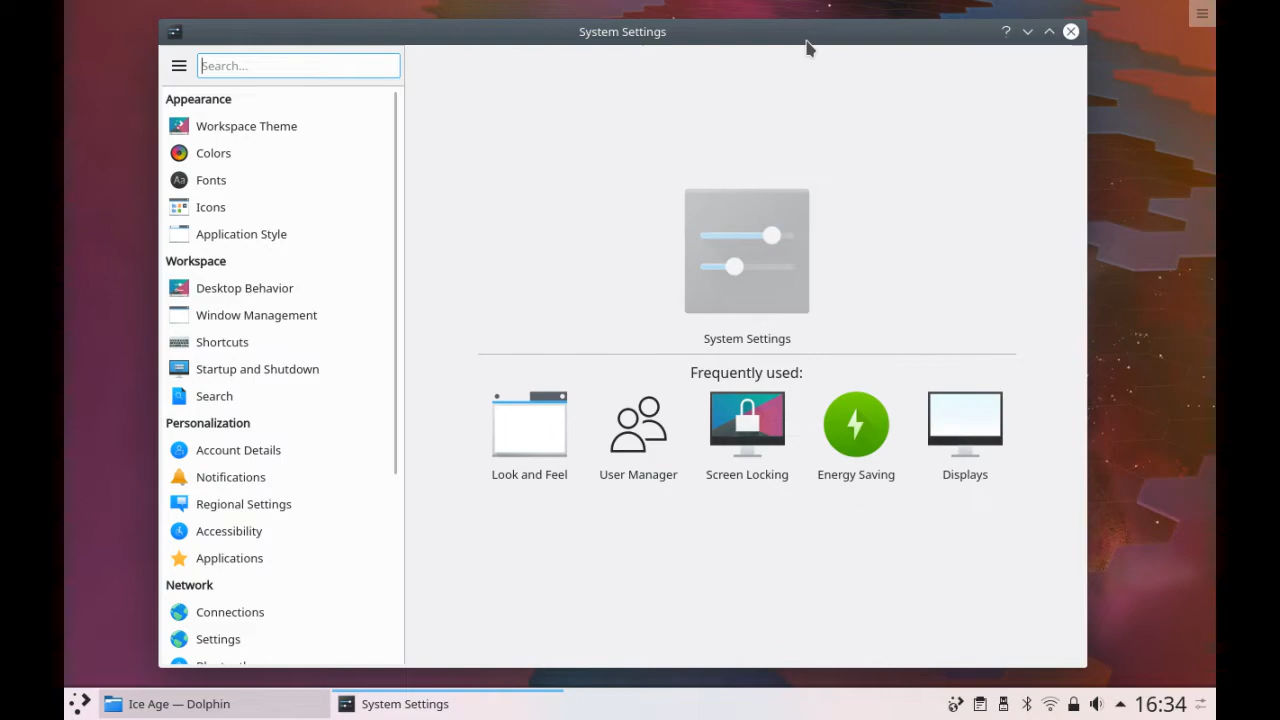 System Settings
?
Search...
Appearance
Workspace Theme
Colors
Aa
Fonts
Icons
Application Style
Workspace
Desktop Behavior
Window Management
Shortcuts
Startup and Shutdown
Search
Personalization
Account Details
Notifications
Regional Settings
Accessibility
Applications
Network
Connections
Settings
System Settings
Frequently used:
Look and Feel
User Manager
Screen Locking
Energy Saving
Displays
Ice Age — Dolphin
System Settings
16:34